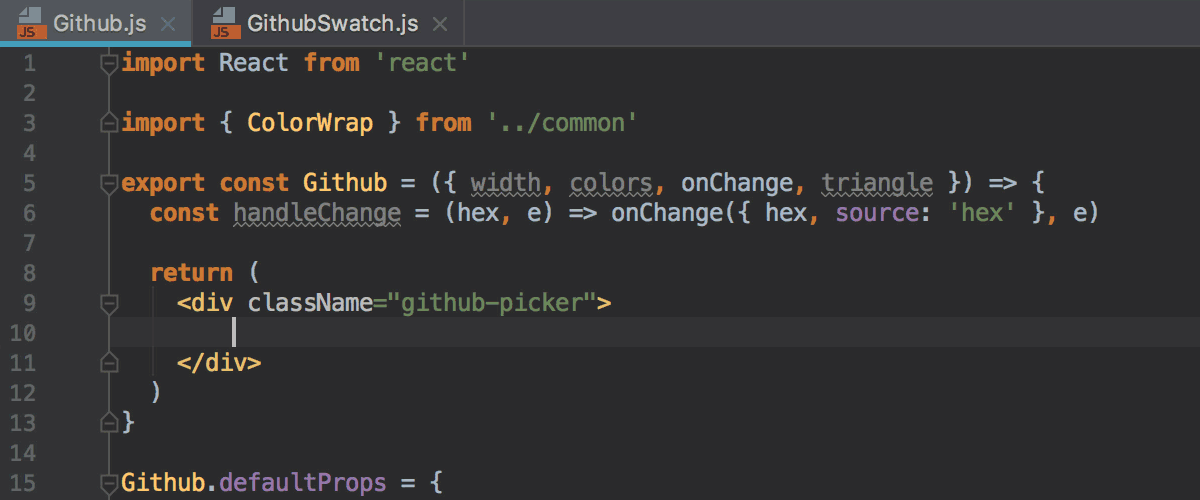 Github.js
GithubSwatch.js
1 import React from 'react'
2
3 import { ColorWrap } from '../common'
4
5 export const Github = ({ width, colors, onChange, triangle }) => {
6 const handleChange = (hex, e) => onChange({ hex, source: 'hex' }, e)
7
8 return (
9 <div className="github-picker">
10
11 </div>
12 )
13 }
14
15 Github.defaultProps = {